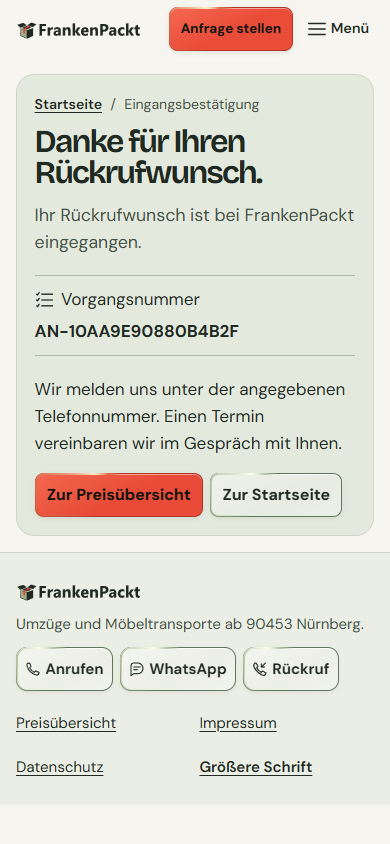 FrankenPackt
Anfrage stellen
Menü
Startseite / Eingangsbestätigung
Danke für Ihren
Rückrufwunsch.
Ihr Rückrufwunsch ist bei FrankenPackt
eingegangen.
Vorgangsnummer
AN-10AA9E90880B4B2F
Wir melden uns unter der angegebenen
Telefonnummer. Einen Termin
vereinbaren wir im Gespräch mit Ihnen.
Zur Preisübersicht
Zur Startseite
FrankenPackt
Umzüge und Möbeltransporte ab 90453 Nürnberg.
Anrufen
WhatsApp
Rückruf
Preisübersicht
Impressum
Datenschutz
Größere Schrift